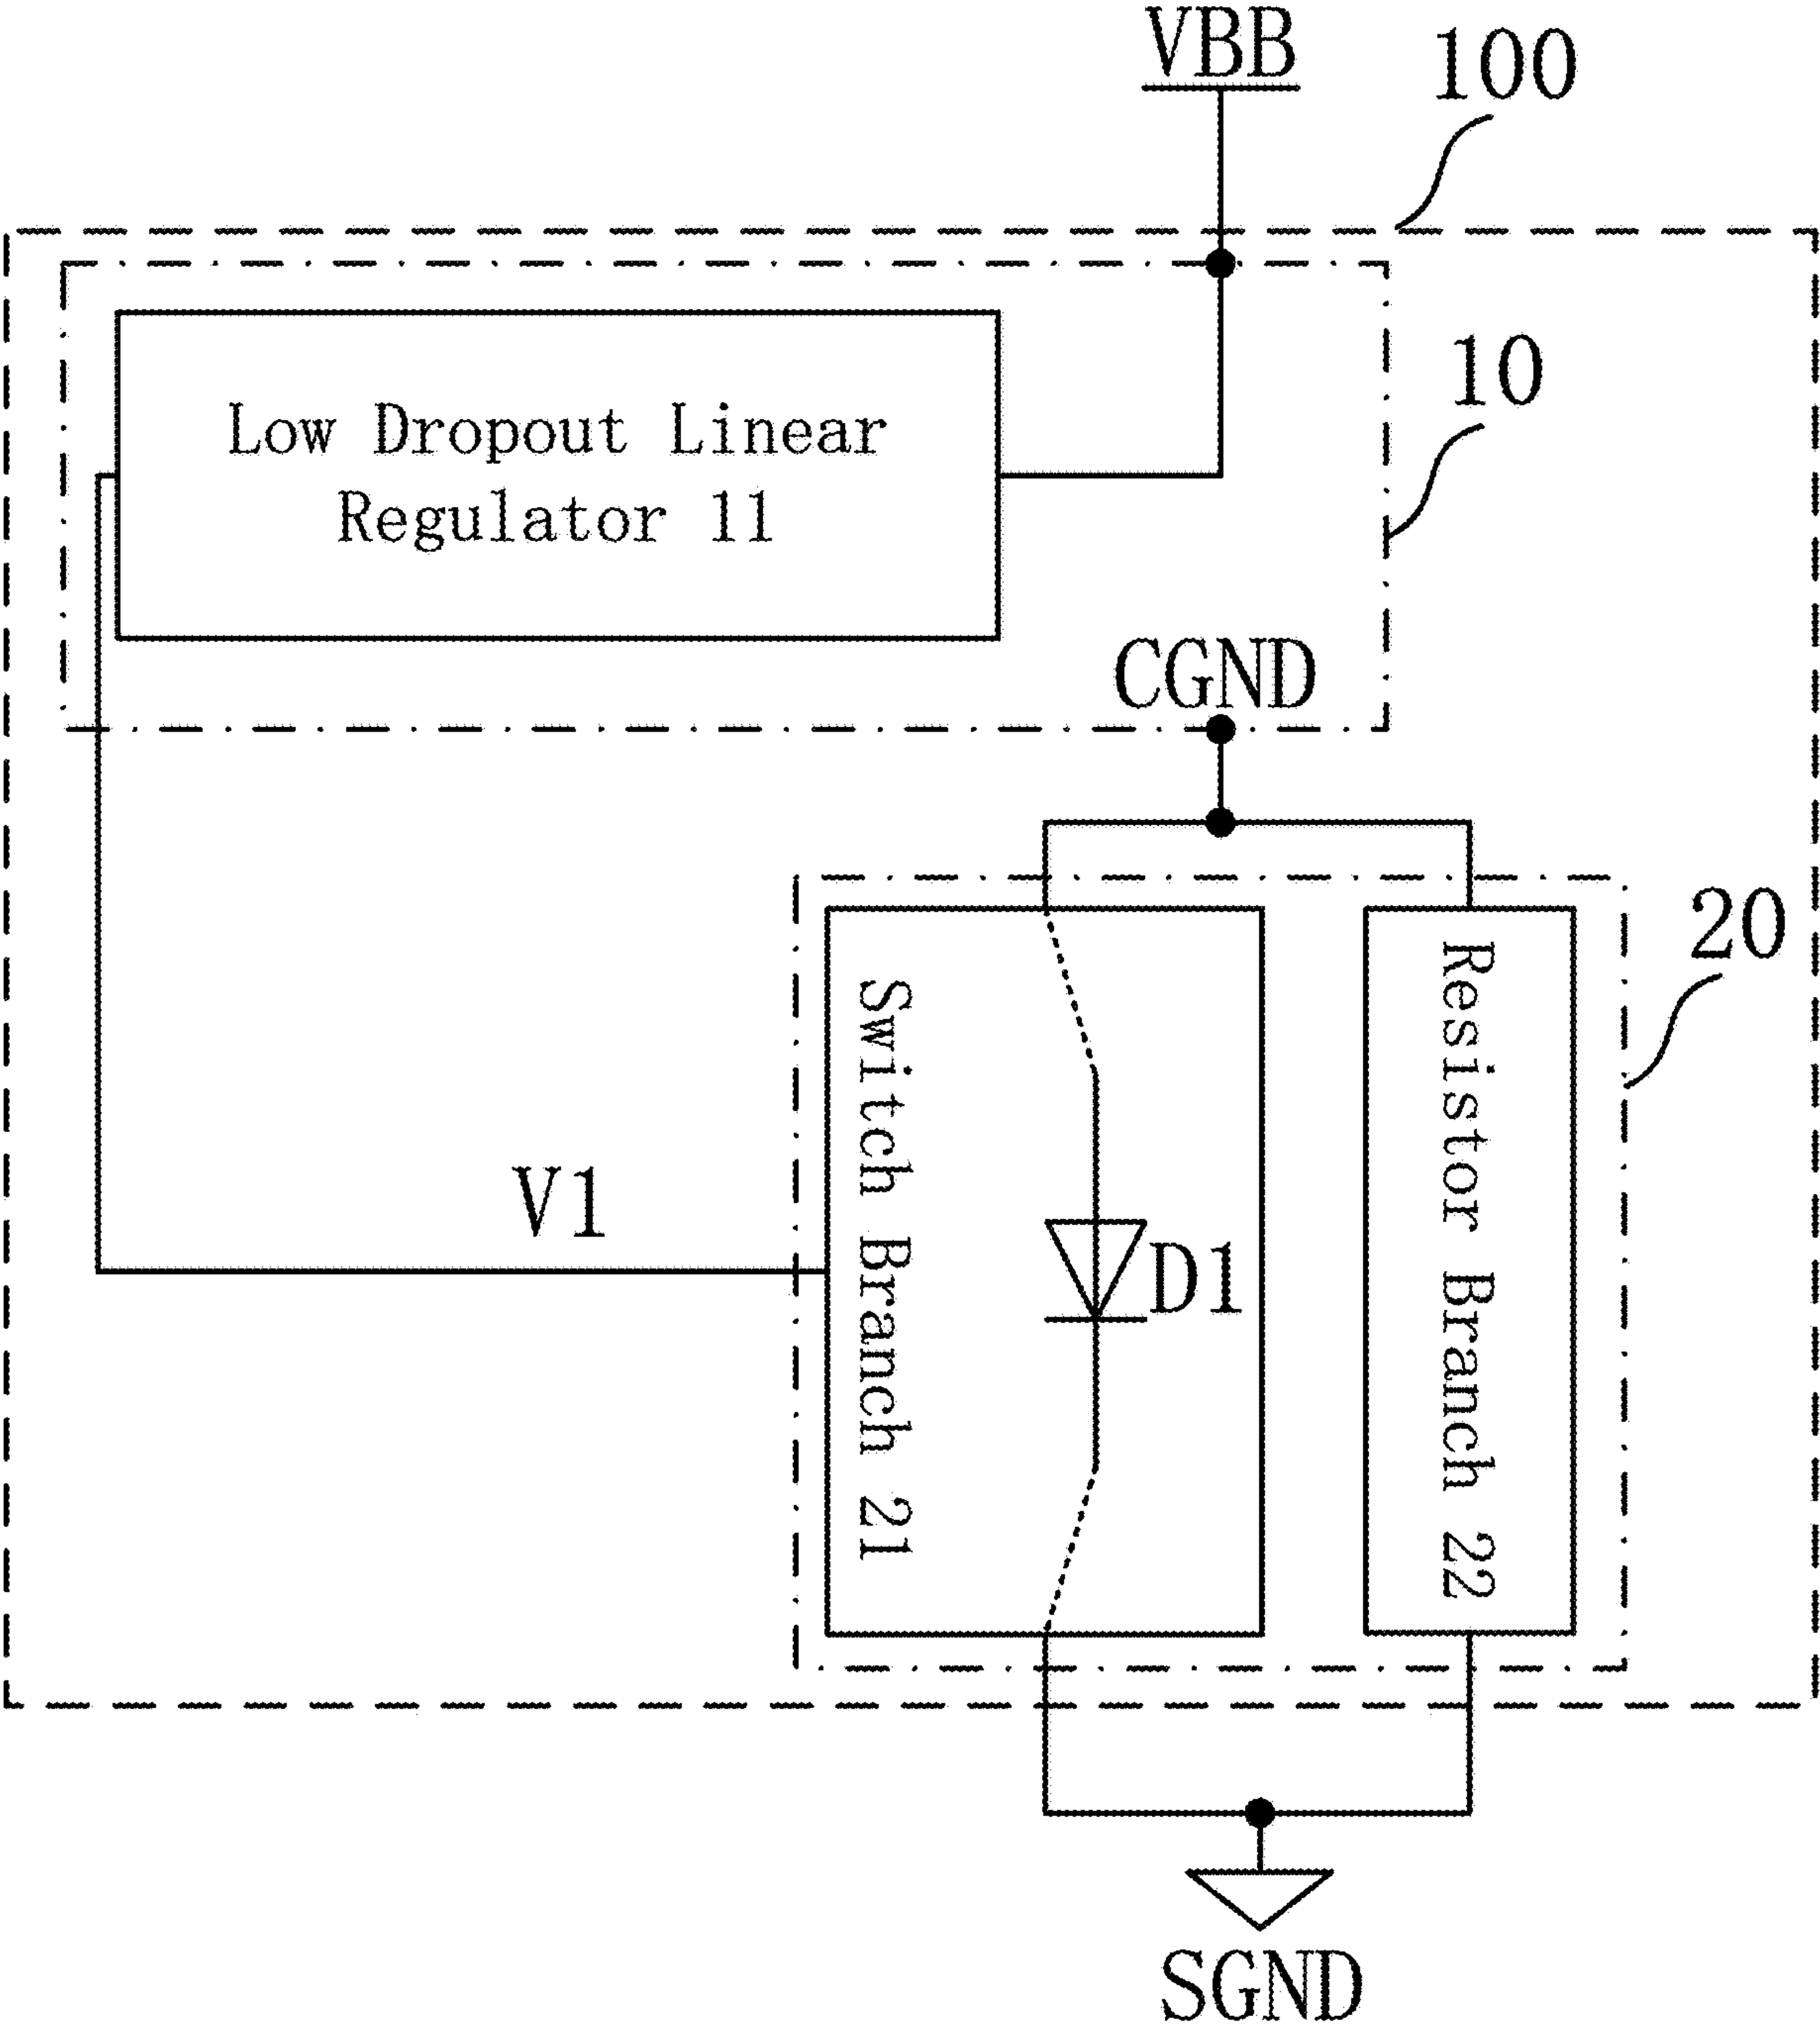 VBB
100
10
Low Dropout Linear
Regulator 11
CGND
20
Switch Branch 21
Resistor Branch 22
V1
D1
SGND